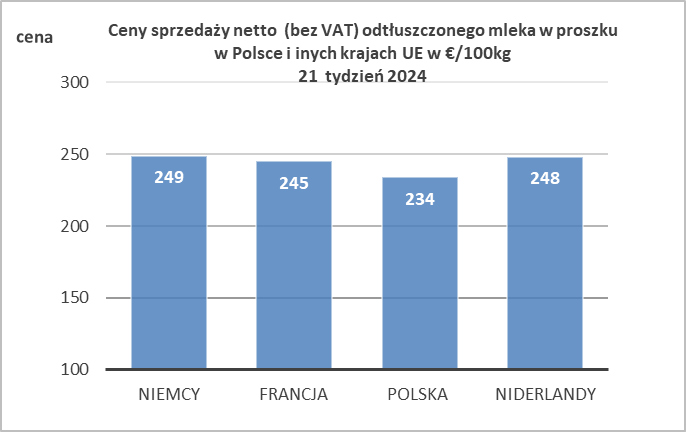 Ceny sprzedaży netto (bez VAT) odtłuszczonego mleka w proszku
w Polsce i inych krajach UE w €/100kg
21 tydzień 2024
cena
300
250
200
150
100
249
245
234
248
NIEMCY
FRANCJA
POLSKA
NIDERLANDY